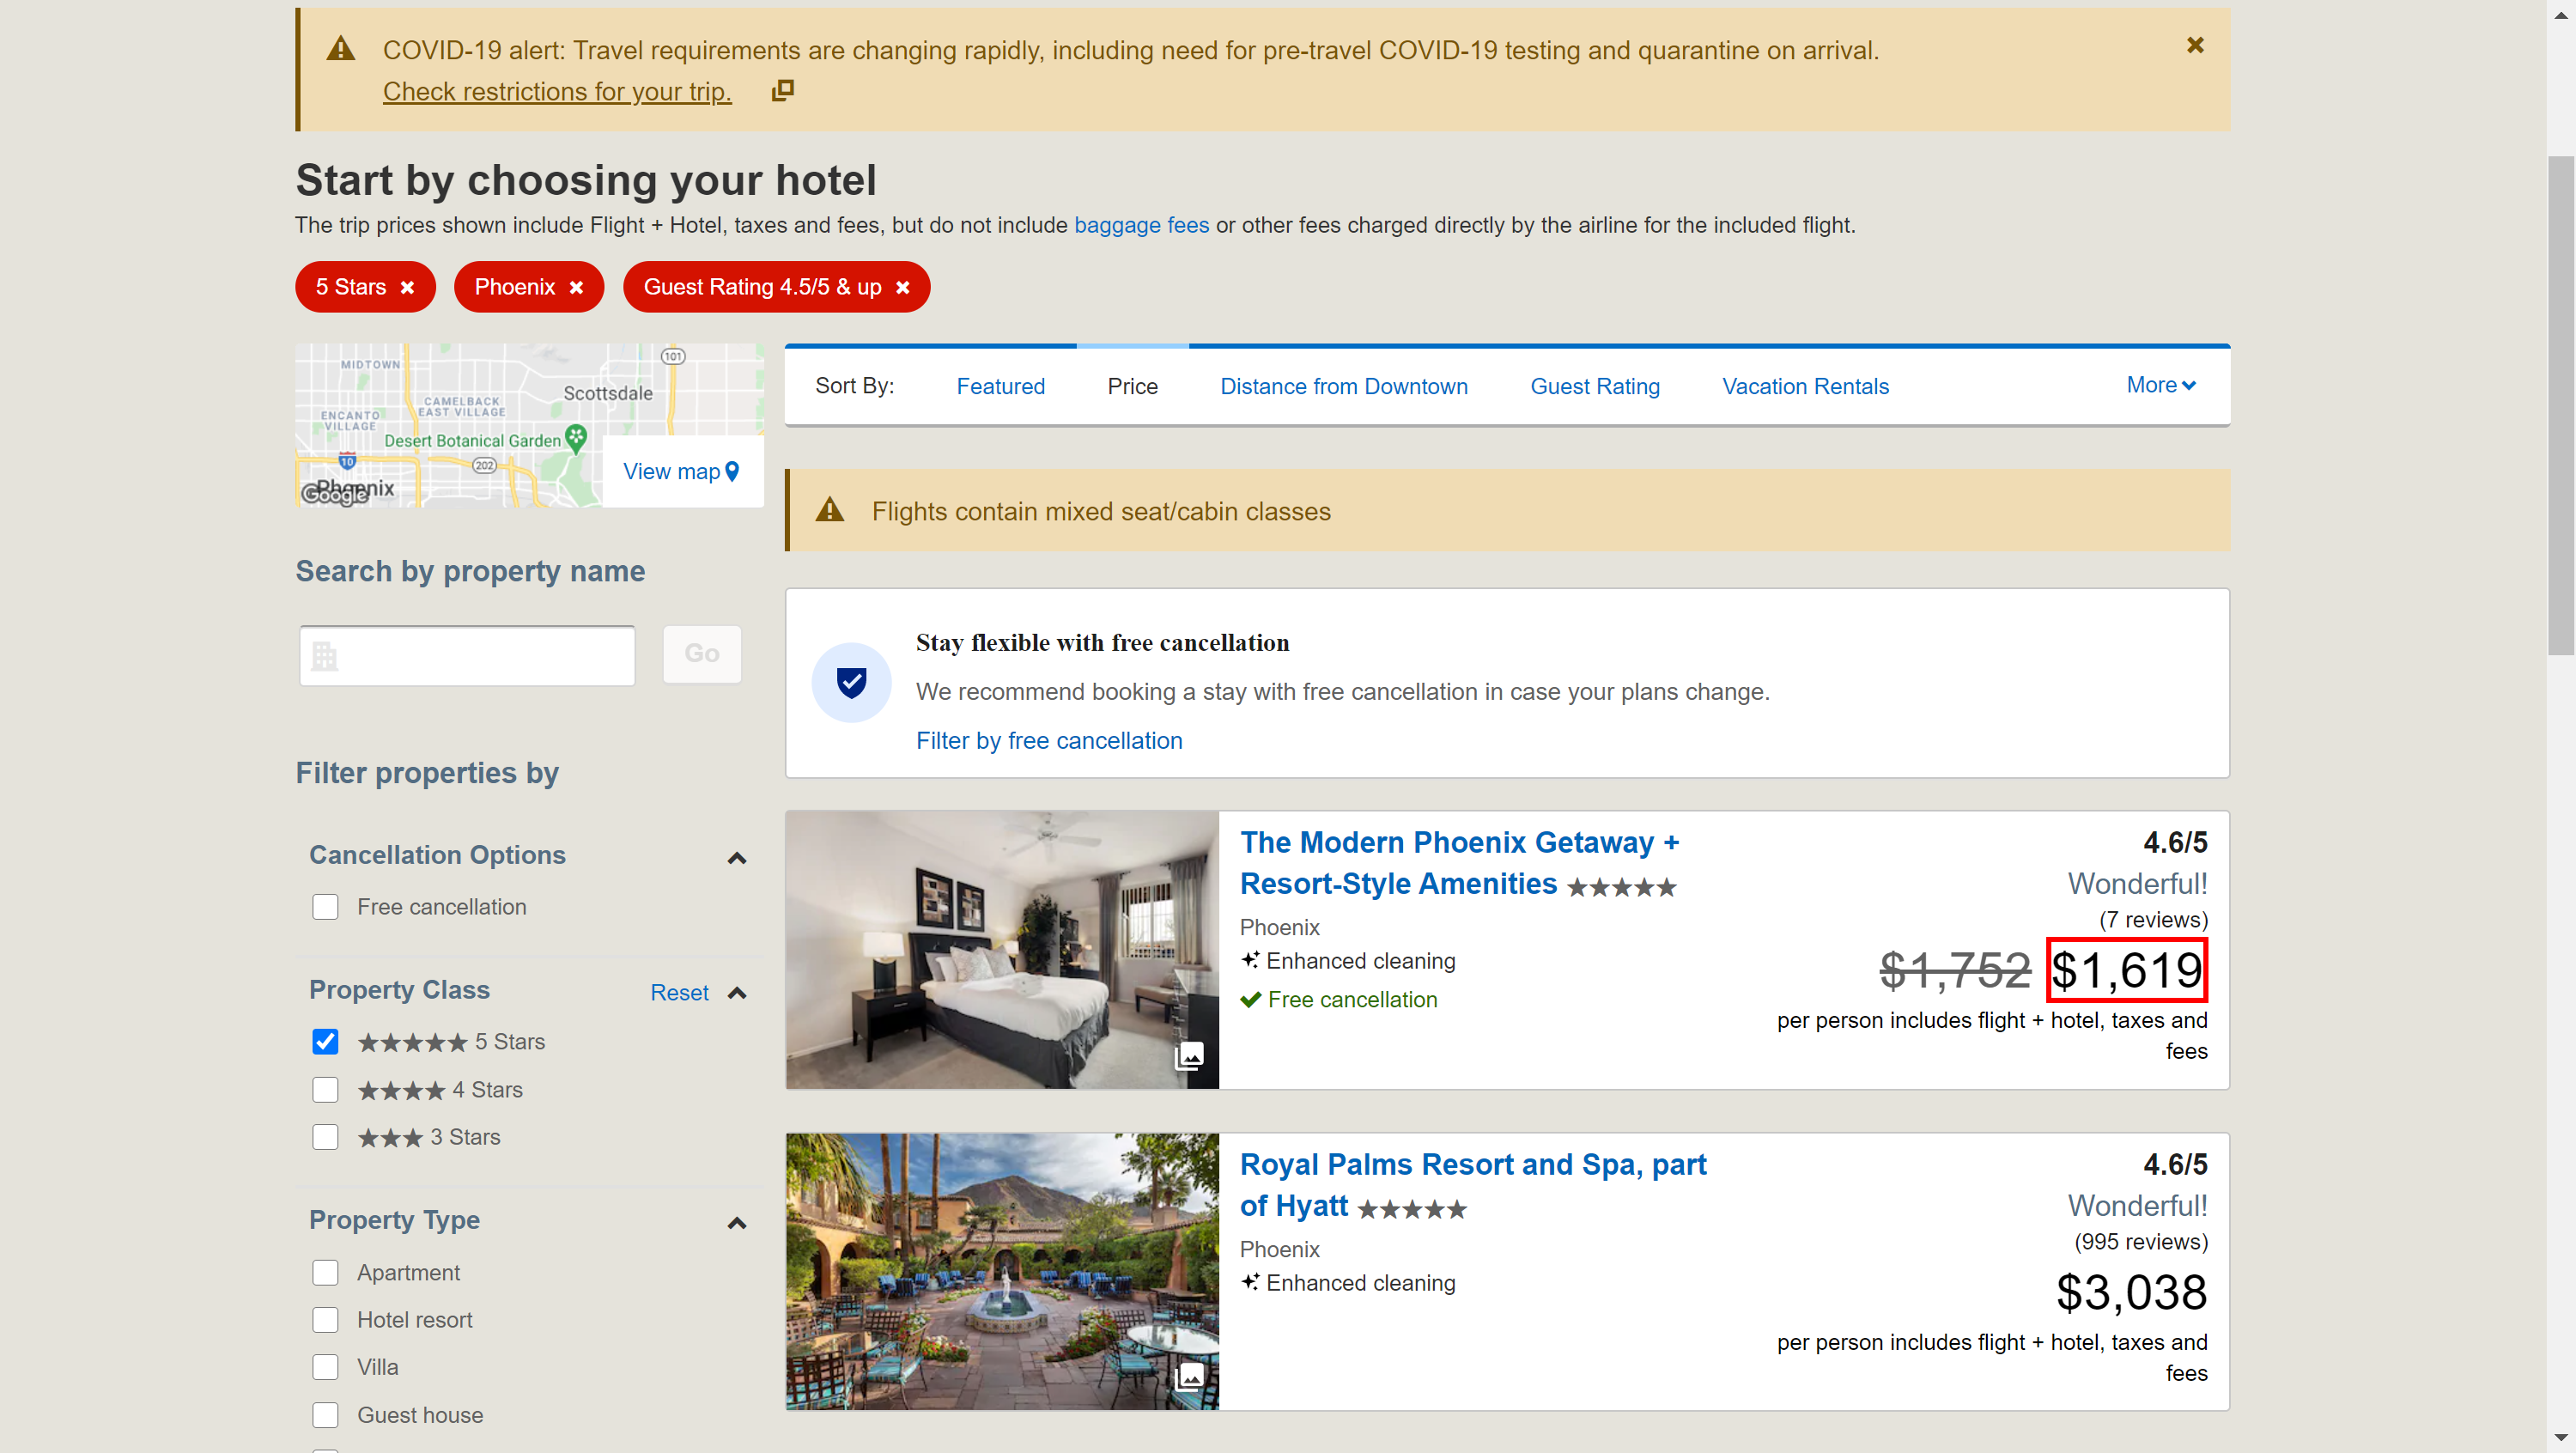 COVID-19 alert: Travel requirements are changing rapidly, including need for pre-travel COVID-19 testing and quarantine on arrival.
Check restrictions for your trip.
Start by choosing your hotel
The trip prices shown include Flight + Hotel, taxes and fees, but do not include baggage fees or other fees charged directly by the airline for the included flight.
5 Stars
Phoenix
Guest Rating 4.5/5 & up
MIDTOWN
101
Scottsdale
CAMELBACK
EAST VILLAGE
ENCANTO
VILLAGE
Desert Botanical Garden
10
202
Phoenix
Google
View map
Sort By:
Featured
Price
Distance from Downtown
Guest Rating
Vacation Rentals
More
Flights contain mixed seat/cabin classes
Search by property name
Go
Stay flexible with free cancellation
We recommend booking a stay with free cancellation in case your plans change.
Filter by free cancellation
Filter properties by
Cancellation Options
Free cancellation
Property Class
Reset
5 Stars
4 Stars
3 Stars
Property Type
Apartment
Hotel resort
Villa
Guest house
The Modern Phoenix Getaway +
Resort-Style Amenities
Phoenix
Enhanced cleaning
Free cancellation
4.6/5
Wonderful!
(7 reviews)
$1,752 $1,619
per person includes flight + hotel, taxes and
fees
Royal Palms Resort and Spa, part
of Hyatt
Phoenix
Enhanced cleaning
4.6/5
Wonderful!
(995 reviews)
$3,038
per person includes flight + hotel, taxes and
fees